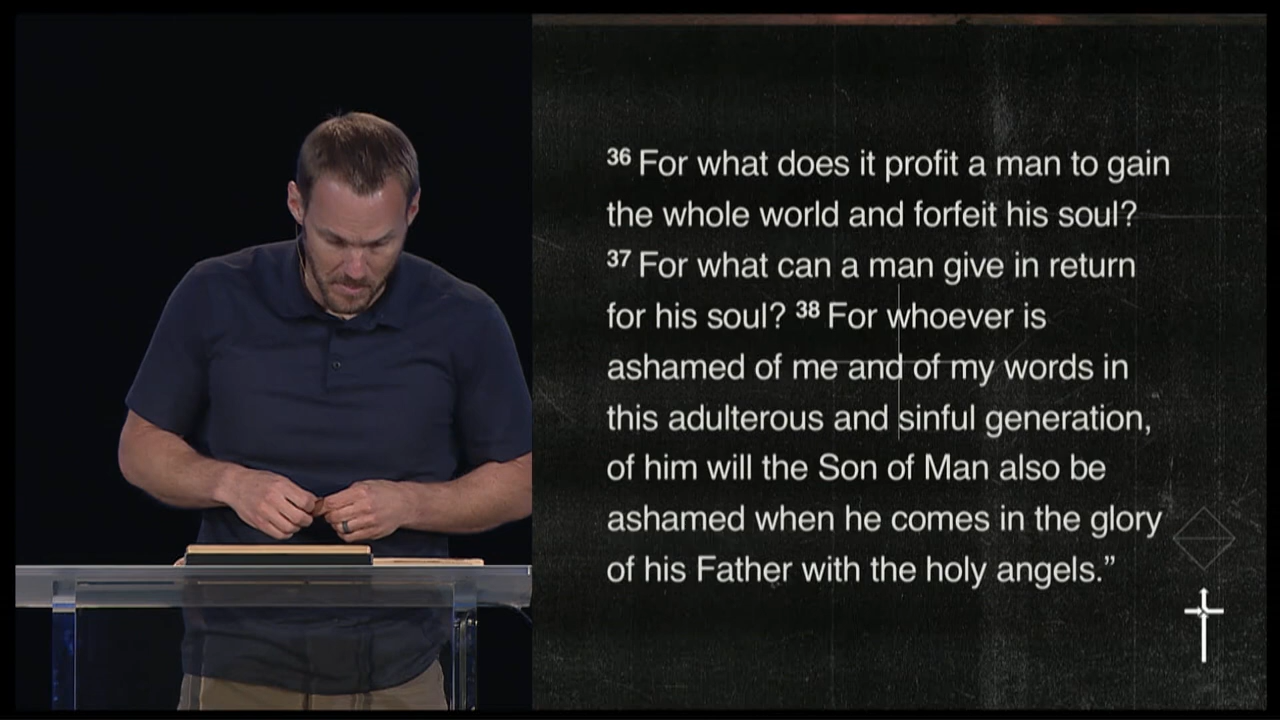 36 For what does it profit a man to gain
the whole world and forfeit his soul?
37 For what can a man give in return
for his soul? 38 For whoever is
ashamed of me and of my words in
this adulterous and sinful generation,
of him will the Son of Man also be
ashamed when he comes in the glory
of his Father with the holy angels.”